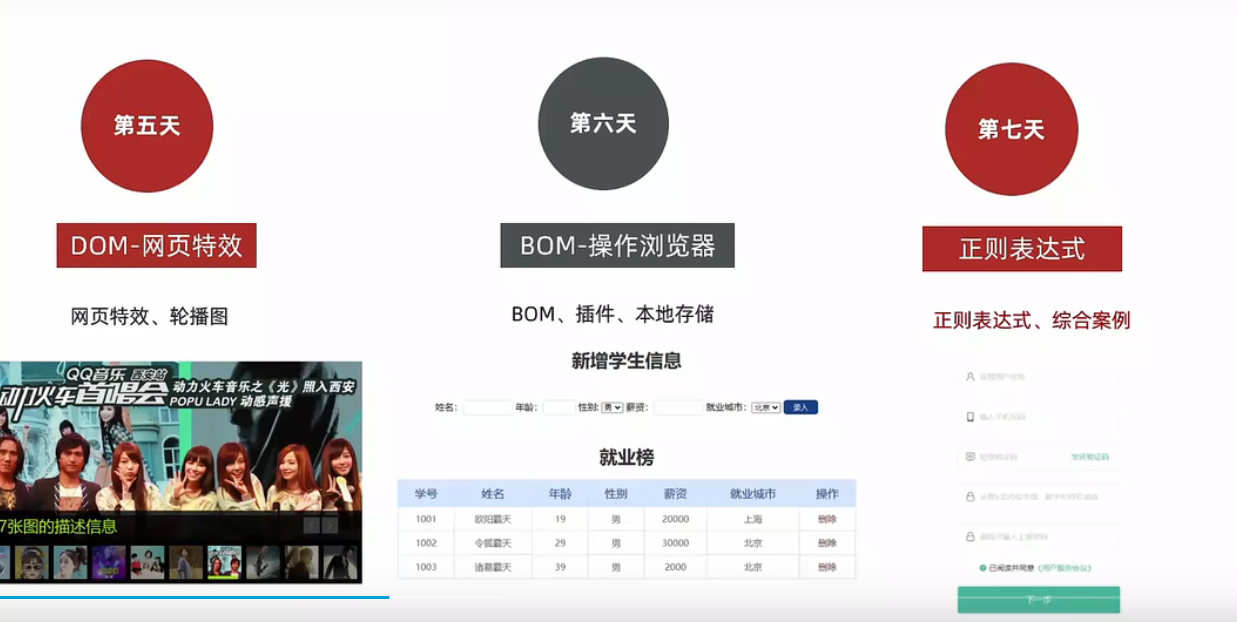 第五天
DOM-网页特效
网页特效、轮播图
QQ音乐 西安站
动力火车首唱会
动力火车音乐之《光》照入西安
POPU LADY 动感声援
7张图的描述信息
第六天
BOM-操作浏览器
BOM、插件、本地存储
新增学生信息
姓名: 年龄: 性别: 男 薪资: 就业城市: 北京 录入
就业榜
学号 姓名 年龄 性别 薪资 就业城市 操作
1001 欧阳霸天 19 男 20000 上海 删除
1002 令狐霸天 29 男 30000 北京 删除
1003 诸葛霸天 39 男 2000 北京 删除
第七天
正则表达式
正则表达式、综合案例
设置用户名称
输入手机号码
短信验证码 发送验证码
设置6至20位字母、数字和符号组合
请再次输入上面密码
已阅读并同意《用户服务协议》
下一步